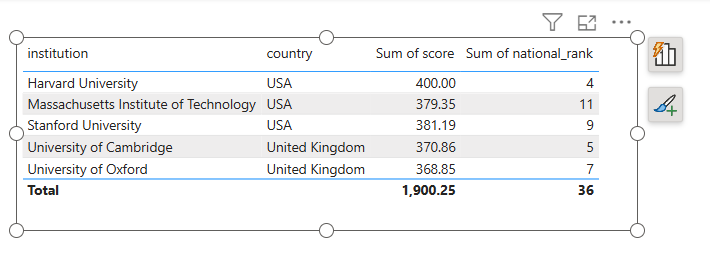 institution country Sum of score Sum of national_rank
Harvard University USA 400.00 4
Massachusetts Institute of Technology USA 379.35 11
Stanford University USA 381.19 9
University of Cambridge United Kingdom 370.86 5
University of Oxford United Kingdom 368.85 7
Total 1,900.25 36